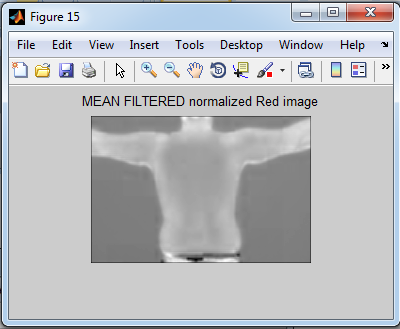 Figure 15
File Edit View Insert Tools Desktop Window Help
MEAN FILTERED normalized Red image